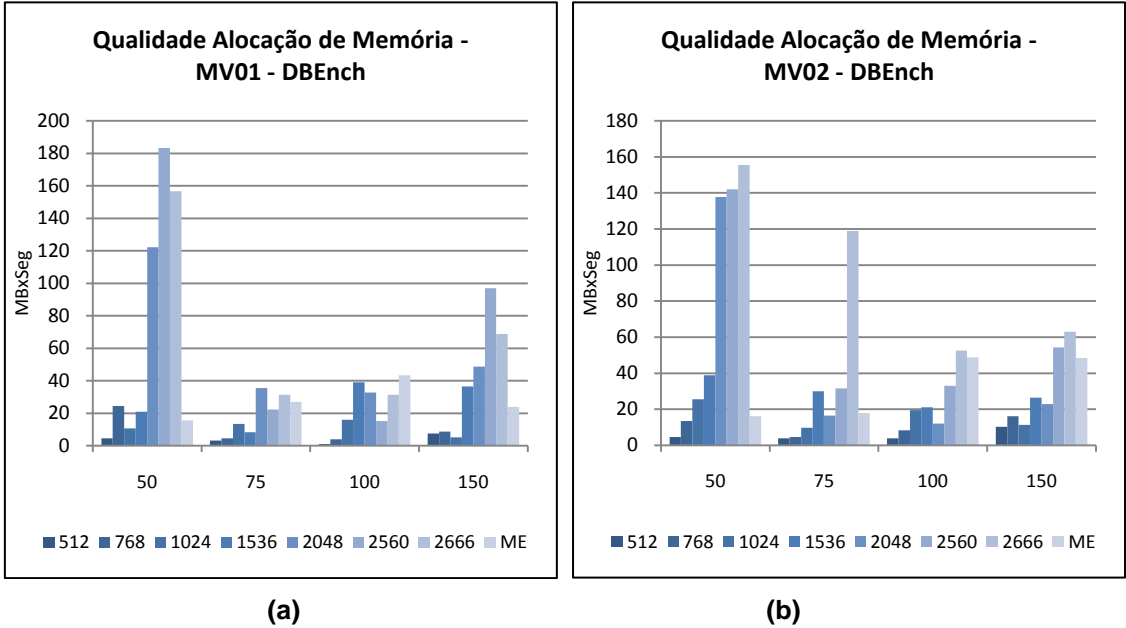 Qualidade Alocação de Memória -
MV01 - DBEnch
MBxSeg
200
180
160
140
120
100
80
60
40
20
0
50 75 100 150
512 768 1024 1536 2048 2560 2666 ME
(a)
Qualidade Alocação de Memória -
MV02 - DBEnch
MBxSeg
180
160
140
120
100
80
60
40
20
0
50 75 100 150
512 768 1024 1536 2048 2560 2666 ME
(b)